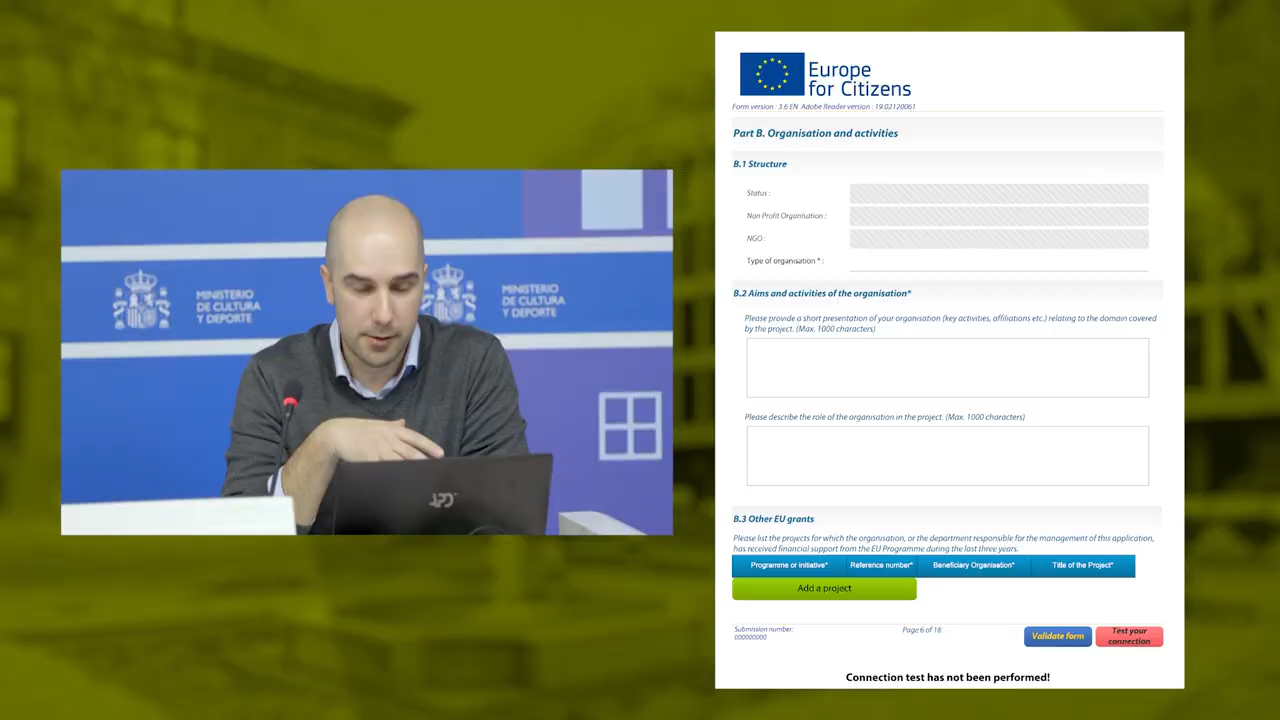 MINISTERIO
DE CULTURA
Y DEPORTE
MINISTERIO
DE CULTURA
Y DEPORTE
Europe
for Citizens
Form version : 3.6 EN Adobe Reader version : 19.02120061
Part B. Organisation and activities
B.1 Structure
Status :
Non Profit Organisation :
NGO :
Type of organisation * :
B.2 Aims and activities of the organisation*
Please provide a short presentation of your organisation (key activities, affiliations etc.) relating to the domain covered
by the project. (Max. 1000 characters)
Please describe the role of the organisation in the project. (Max. 1000 characters)
B.3 Other EU grants
Please list the projects for which the organisation, or the department responsible for the management of this application,
has received financial support from the EU Programme during the last three years.
Programme or initiative* Reference number* Beneficiary Organisation* Title of the Project*
Add a project
Submission number:
000000000
Page 6 of 18
Validate form
Test your
connection
Connection test has not been performed!